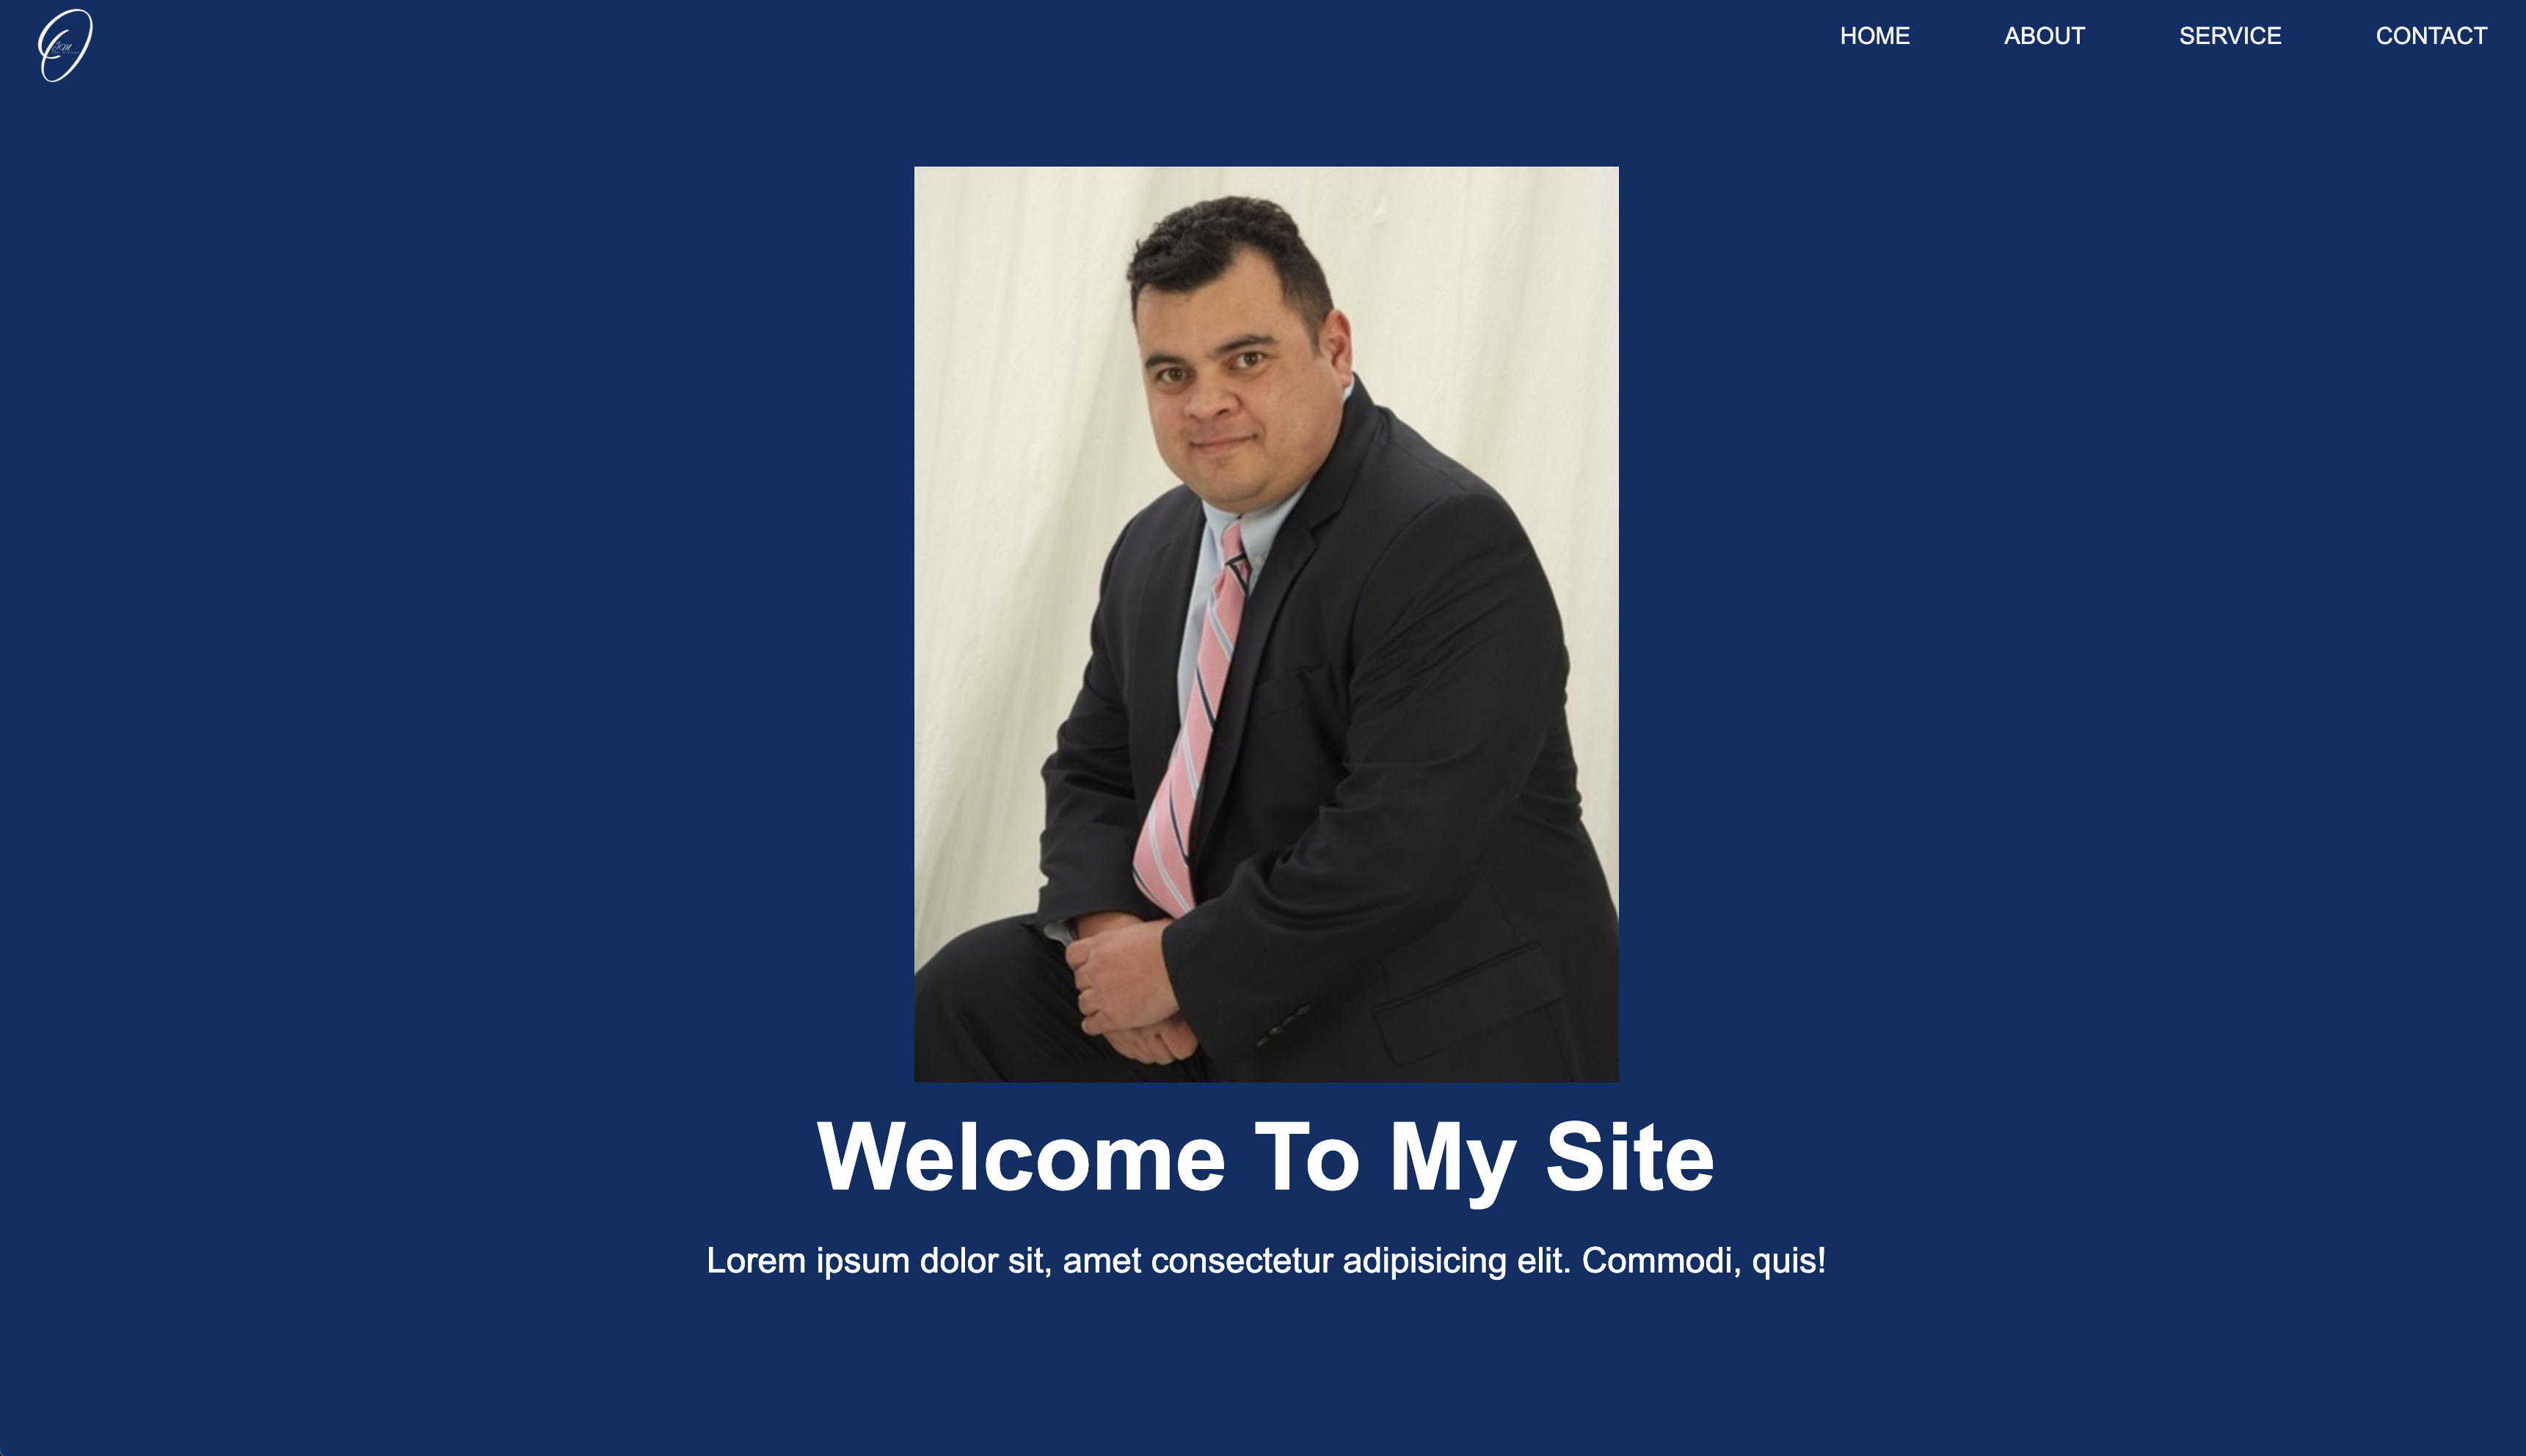 HOME ABOUT SERVICE CONTACT
Welcome To My Site
Lorem ipsum dolor sit, amet consectetur adipisicing elit. Commodi, quis!